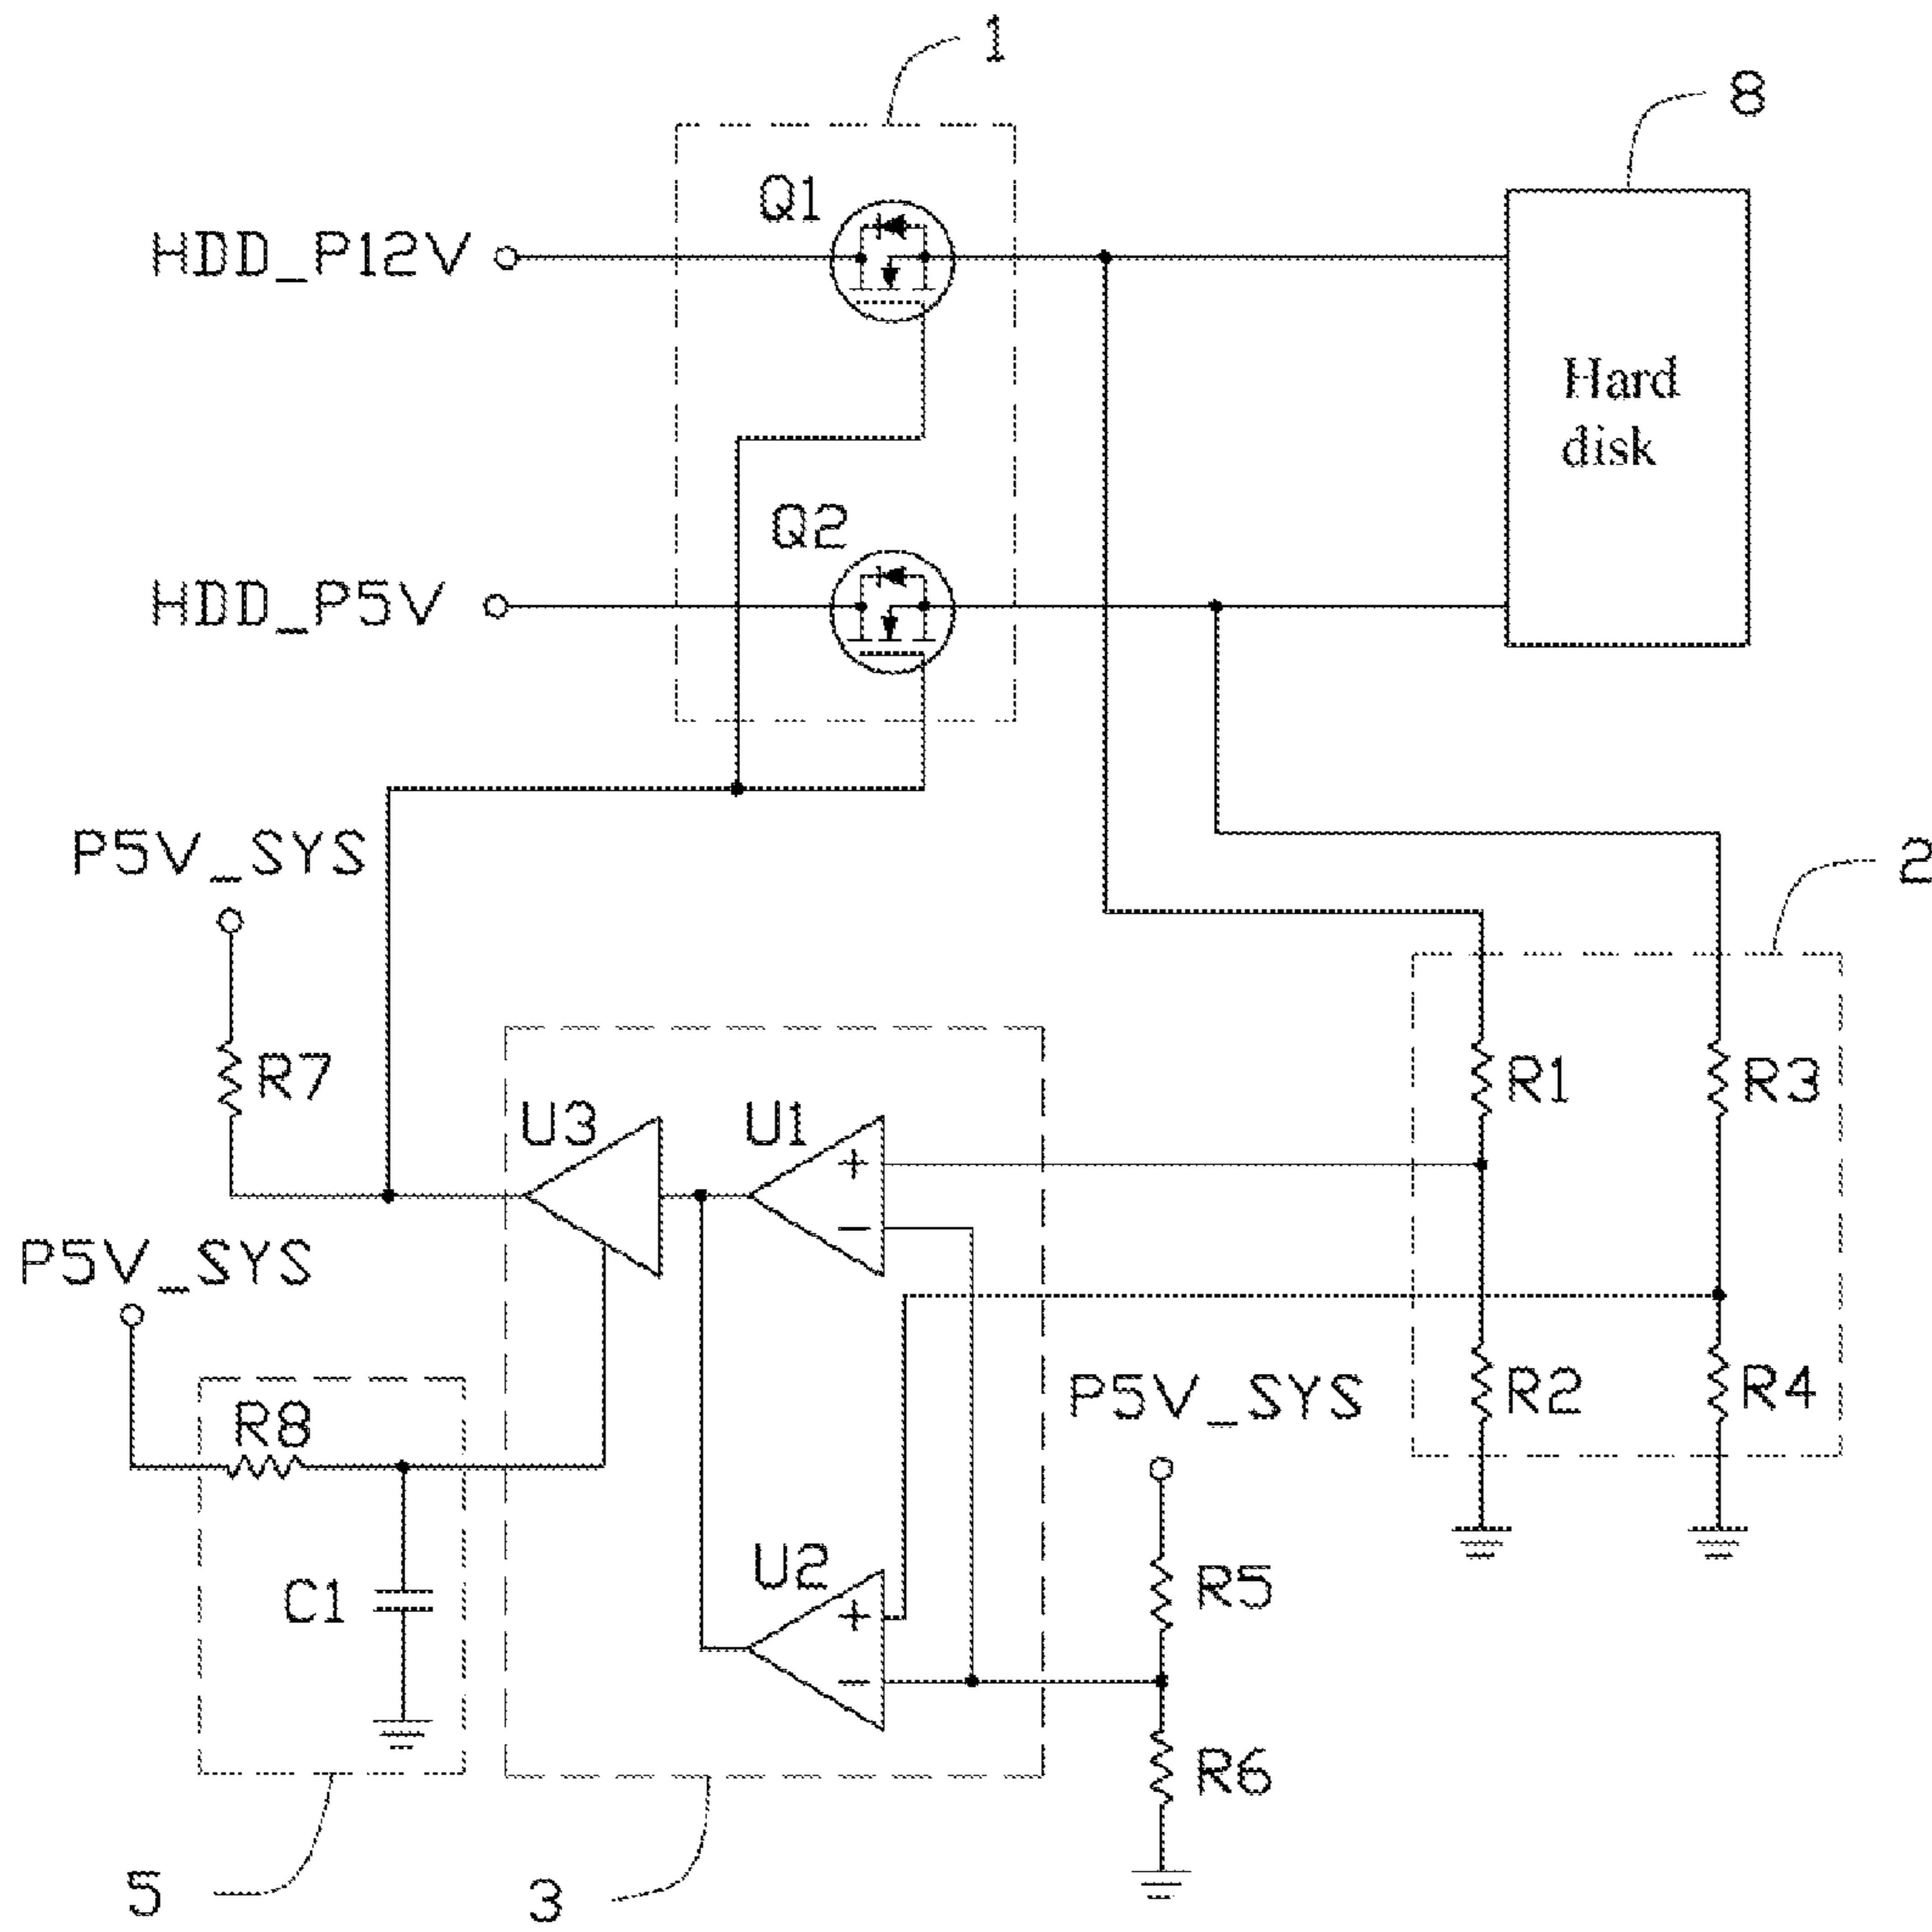 1
8
Q1
HDD_P12V
Hard
disk
Q2
HDD_P5V
P5V_SYS
2
R7
R1
R3
U3
U1
+
−
P5V_SYS
R8
R2
R4
P5V_SYS
C1
U2
+
−
R5
R6
5
3